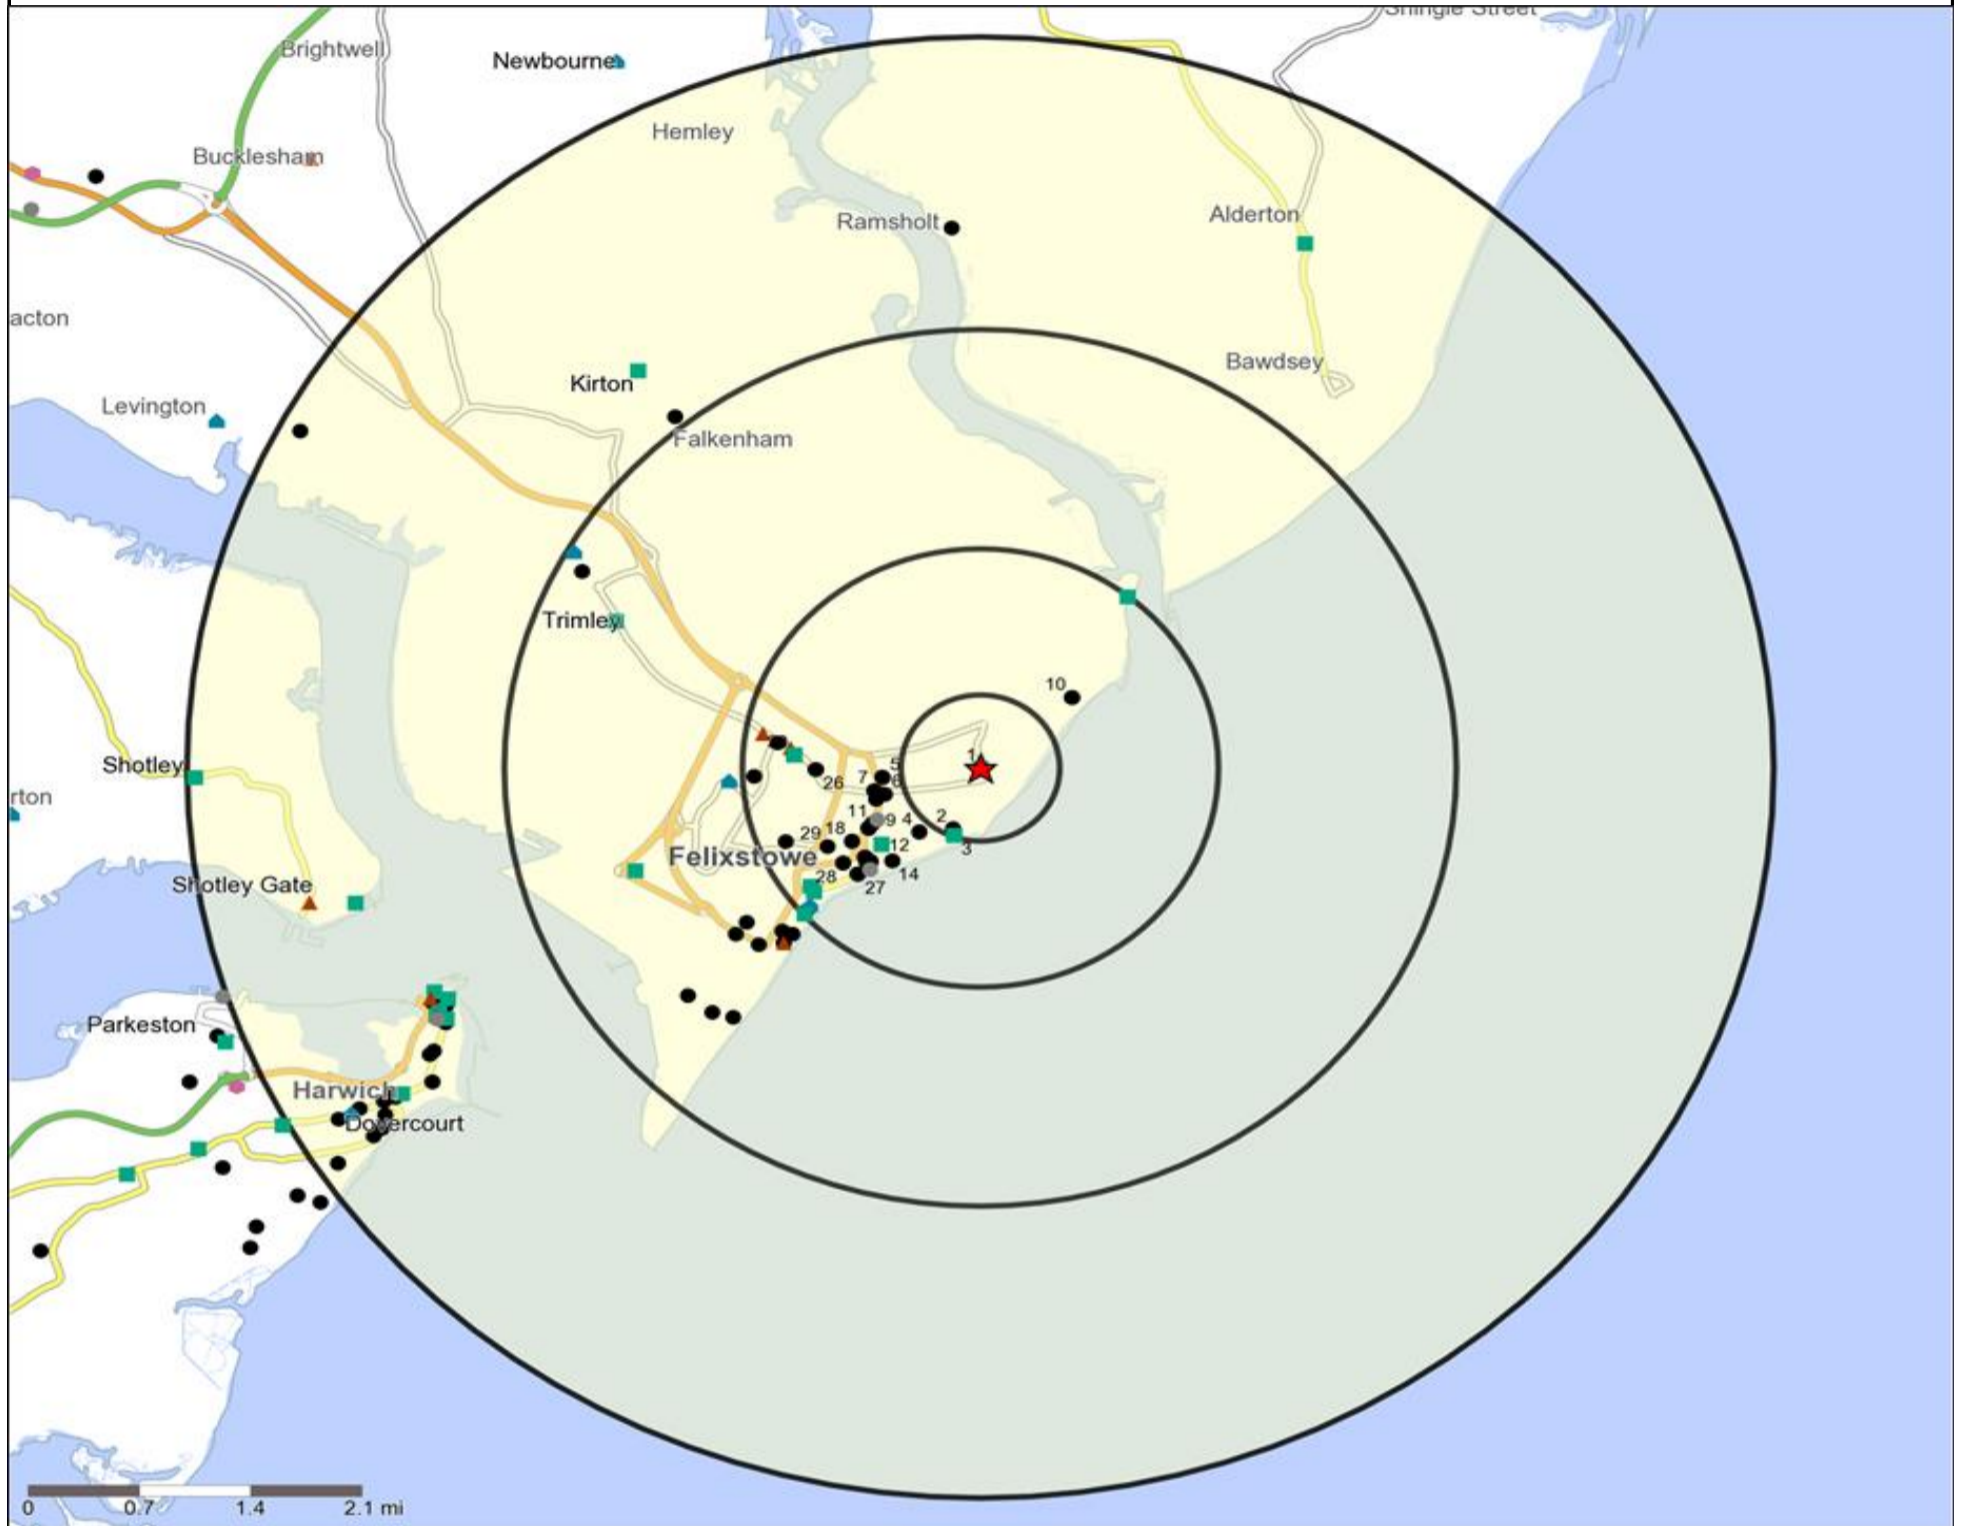 Shingle Street
Brightwell
Newbourne
Hemley
Bucklesham
Ramsholt
Alderton
acton
Bawdsey
Kirton
Levington
Falkenham
Trimley
10
1
Shotley
5
7
6
26
rton
11
9
4
2
29
18
12
3
Felixstowe
28
14
27
Shotley Gate
Parkeston
Harwich
Dovercourt
0
0.7
1.4
2.1 mi